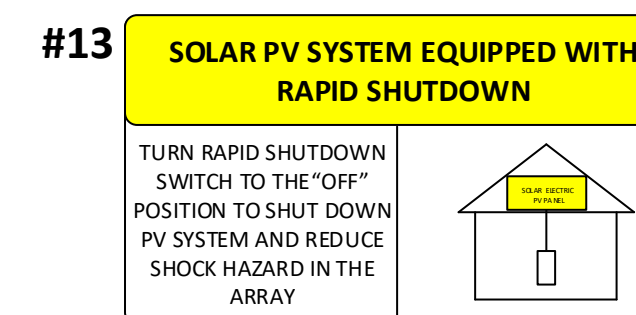 #13
SOLAR PV SYSTEM EQUIPPED WITH
RAPID SHUTDOWN
TURN RAPID SHUTDOWN
SWITCH TO THE “OFF”
POSITION TO SHUT DOWN
PV SYSTEM AND REDUCE
SHOCK HAZARD IN THE
ARRAY
SOLAR ELECTRIC
PV PANEL